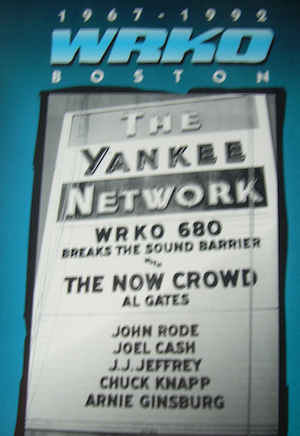 1967-1992
WRKO
BOSTON
THE
YANKEE
NETWORK
WRKO 680
BREAKS THE SOUND BARRIER
with
THE NOW CROWD
AL GATES
JOHN RODE
JOEL CASH
J.J. JEFFREY
CHUCK KNAPP
ARNIE GINSBURG